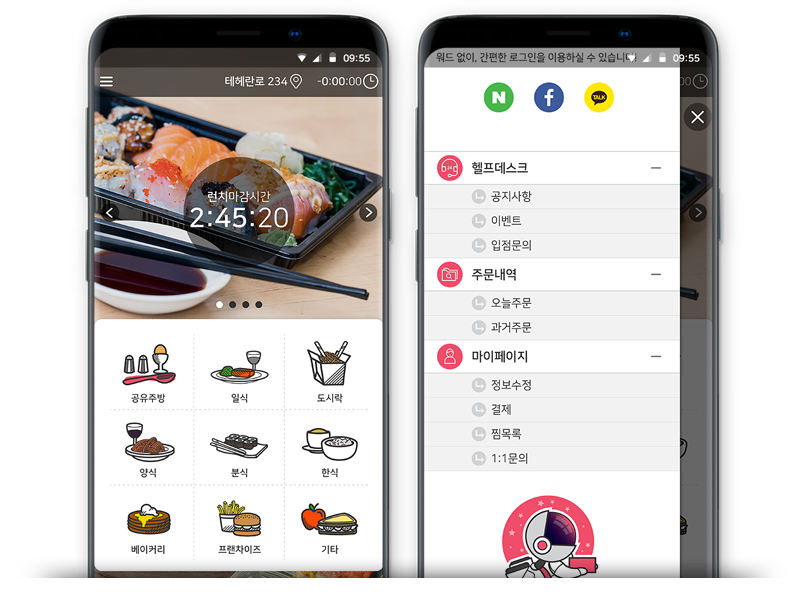 09:55
테헤란로 234
-0:00:00
런치마감시간
2:45:20
공유주방
일식
도시락
양식
분식
한식
베이커리
프랜차이즈
기타
워드 없이, 간편한 로그인을 이용하실 수 있습니다.
09:55
00
N
f
TALK
헬프데스크
공지사항
이벤트
입점문의
주문내역
오늘주문
과거주문
마이페이지
정보수정
결제
찜목록
1:1문의